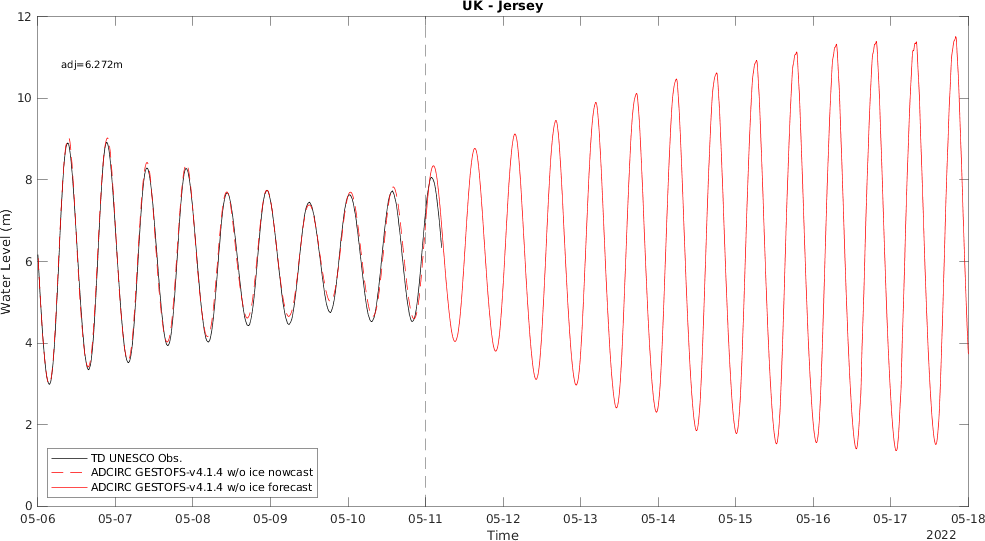 UK - Jersey
adj=6.272m
12
10
8
6
4
2
0
Water Level (m)
TD UNESCO Obs.
ADCIRC GESTOFS-v4.1.4 w/o ice nowcast
ADCIRC GESTOFS-v4.1.4 w/o ice forecast
05-06 05-07 05-08 05-09 05-10 05-11 05-12 05-13 05-14 05-15 05-16 05-17 05-18
Time
2022